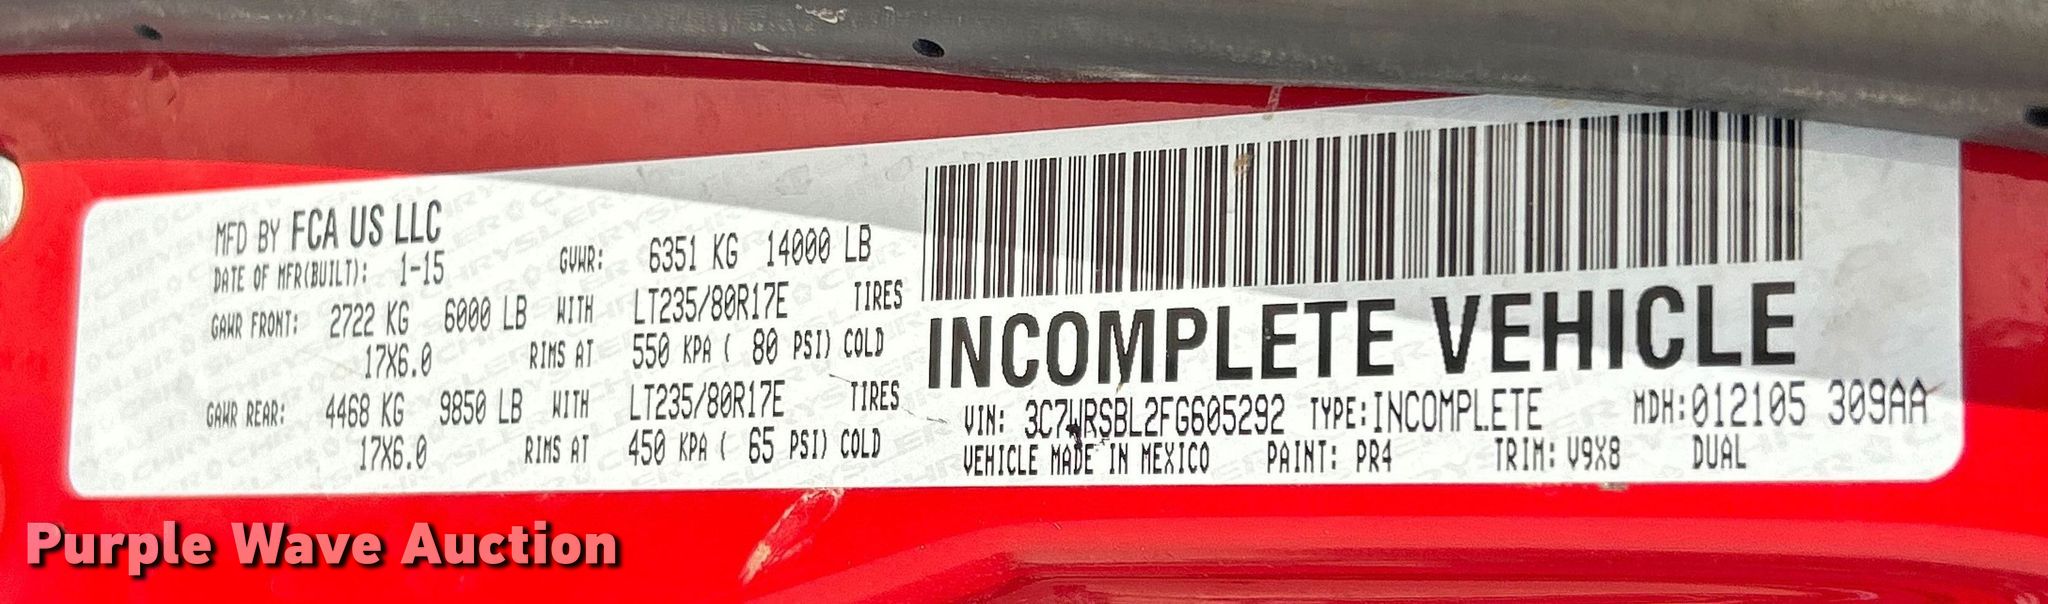 MFD BY FCA US LLC
DATE OF MFR(BUILT): 1-15 GVWR: 6351 KG 14000 LB
GAWR FRONT: 2722 KG 6000 LB WITH LT235/80R17E TIRES
17X6.0 RIMS AT 550 KPA ( 80 PSI) COLD
GAWR REAR: 4468 KG 9850 LB WITH LT235/80R17E TIRES
17X6.0 RIMS AT 450 KPA ( 65 PSI) COLD
INCOMPLETE VEHICLE
VIN: 3C7WRSBL2FG605292 TYPE: INCOMPLETE MDH: 012105 309AA
VEHICLE MADE IN MEXICO PAINT: PR4 TRIM: V9X8 DUAL
Purple Wave Auction